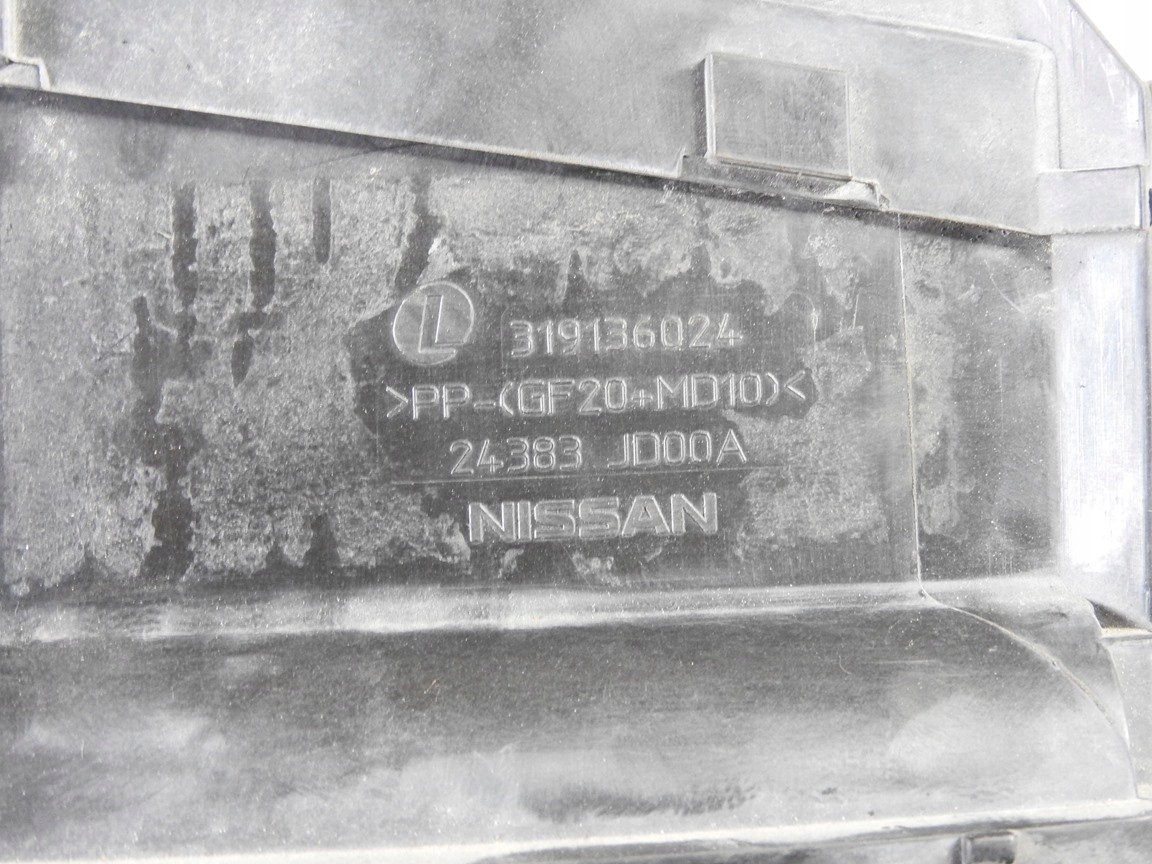 L 319136024
>PP-(GF20+MD10)<
24383 JD00A
NISSAN